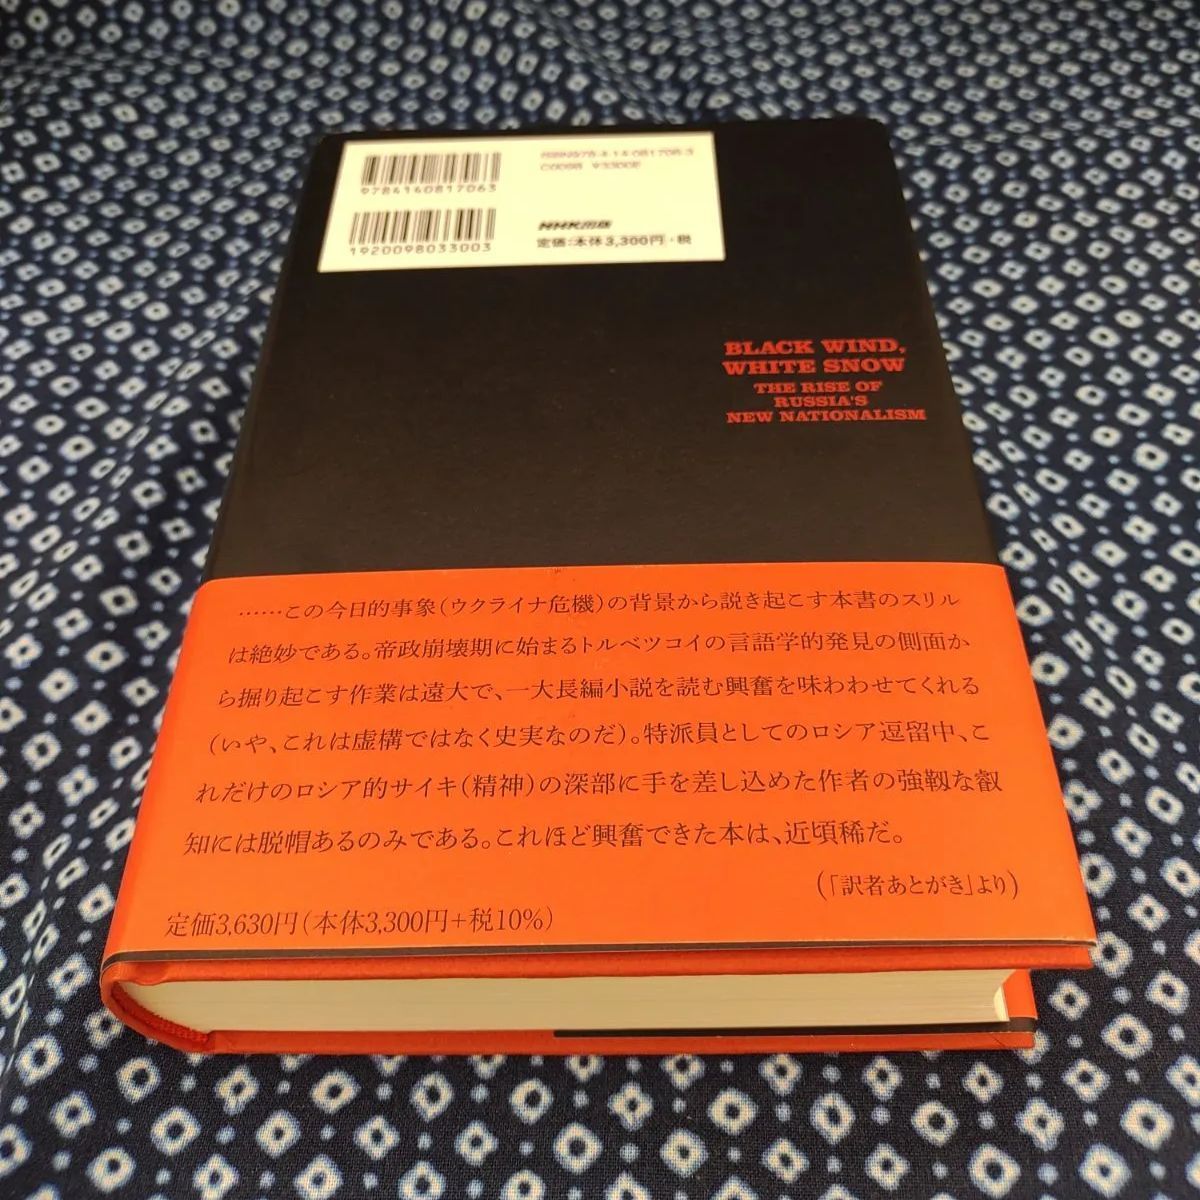 9784140817063
1920098033003
ISBN978-4-14-081706-3
C0098 ¥3300E
NHK出版
定価:本体3,300円+税
BLACK WIND,
WHITE SNOW
THE RISE OF
RUSSIA'S
NEW NATIONALISM
……この今日的事象(ウクライナ危機)の背景から説き起こす本書のスリル
は絶妙である。帝政崩壊期に始まるトルベツコイの言語学的発見の側面か
ら掘り起こす作業は遠大で、一大長編小説を読む興奮を味わわせてくれる
(いや、これは虚構ではなく史実なのだ)。特派員としてのロシア逗留中、こ
れだけのロシア的サイキ(精神)の深部に手を差し込めた作者の強靱な叡
知には脱帽あるのみである。これほど興奮できた本は、近頃稀だ。
(「訳者あとがき」より)
定価3,630円(本体3,300円+税10%)